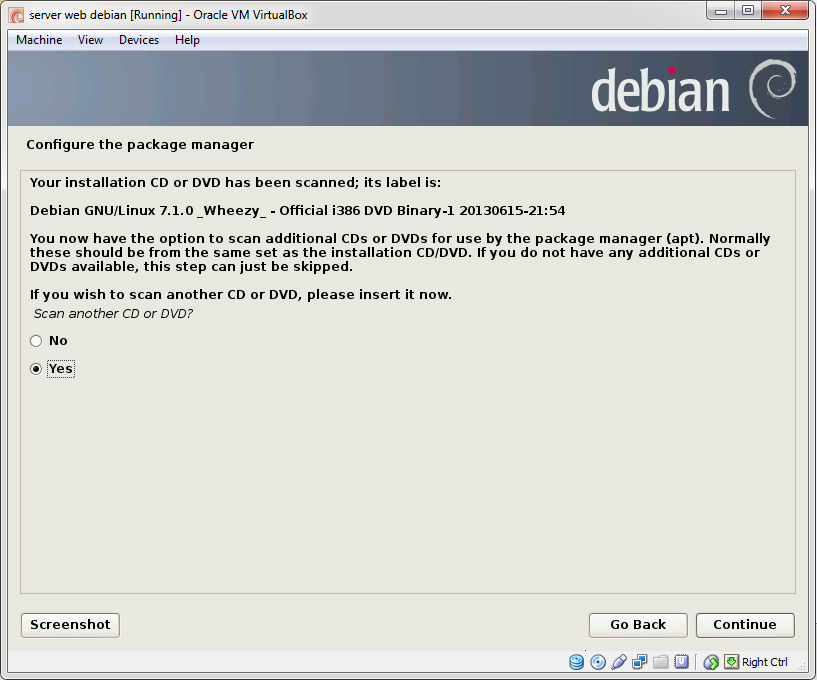 server web debian [Running] - Oracle VM VirtualBox
Machine View Devices Help
debian
Configure the package manager
Your installation CD or DVD has been scanned; its label is:
Debian GNU/Linux 7.1.0 _Wheezy_ - Official i386 DVD Binary-1 20130615-21:54
You now have the option to scan additional CDs or DVDs for use by the package manager (apt). Normally
these should be from the same set as the installation CD/DVD. If you do not have any additional CDs or
DVDs available, this step can just be skipped.
If you wish to scan another CD or DVD, please insert it now.
Scan another CD or DVD?
No
Yes
Screenshot Go Back Continue
Right Ctrl